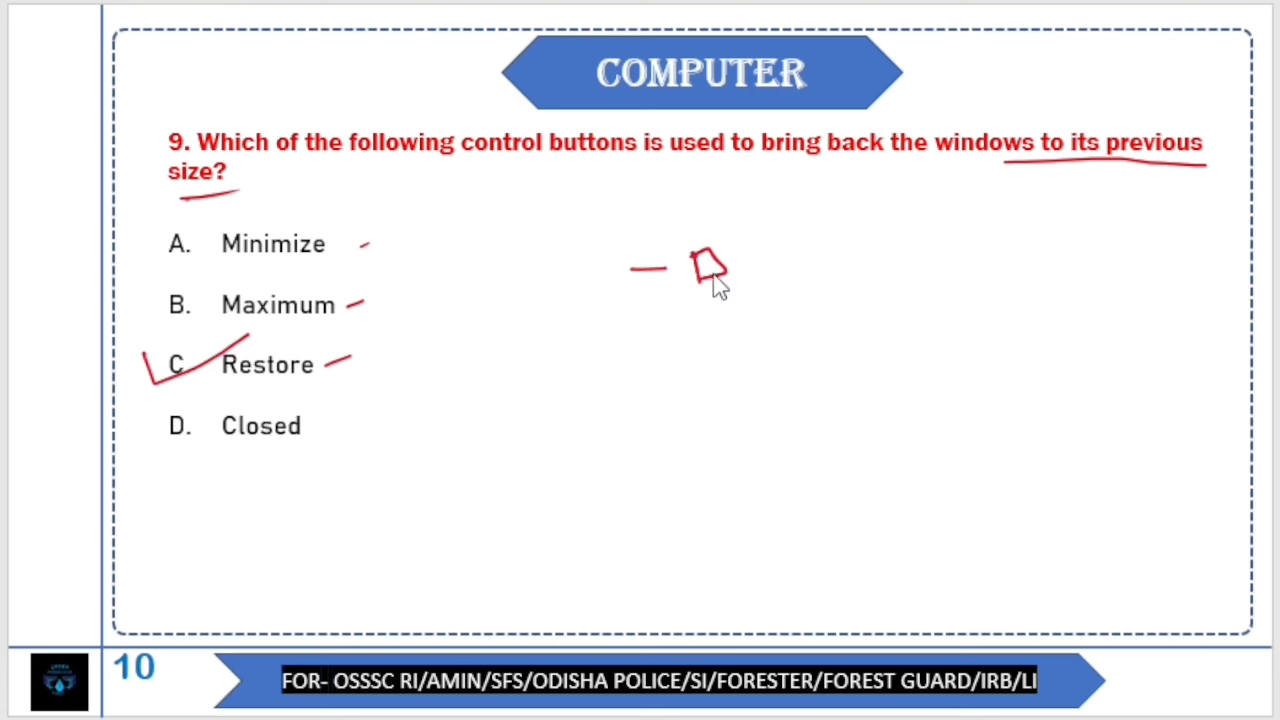 COMPUTER
9. Which of the following control buttons is used to bring back the windows to its previous
size?
A. Minimize
B. Maximum
C Restore
D. Closed
10
FOR- OSSSC RI/AMIN/SFS/ODISHA POLICE/SI/FORESTER/FOREST GUARD/IRB/LI